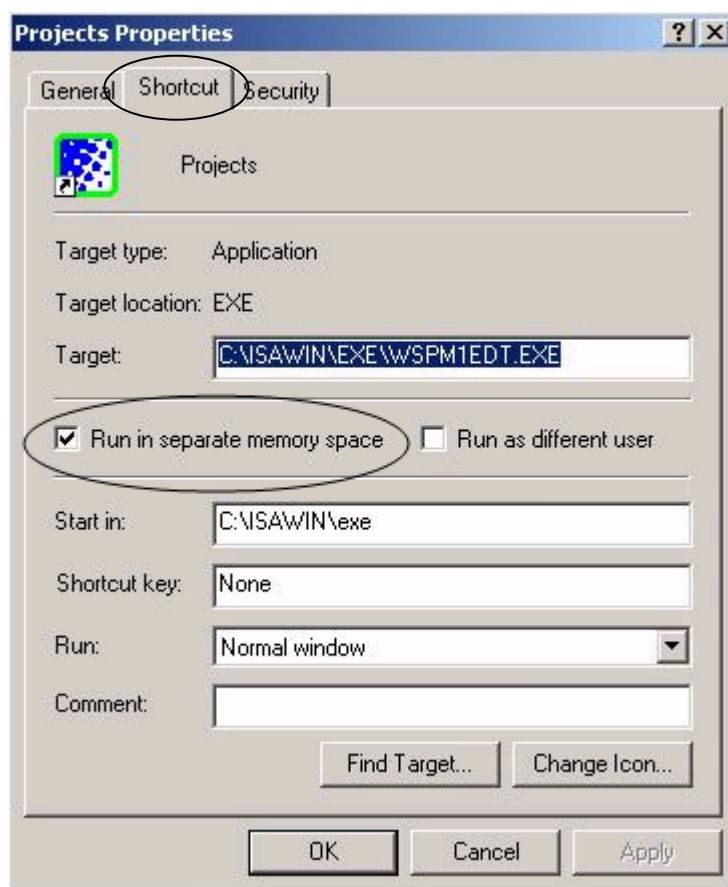 Projects Properties
General Shortcut Security
Projects
Target type: Application
Target location: EXE
Target: C:\ISAWIN\EXE\WSPM1EDT.EXE
Run in separate memory space Run as different user
Start in: C:\ISAWIN\exe
Shortcut key: None
Run: Normal window
Comment:
Find Target... Change Icon...
OK Cancel Apply